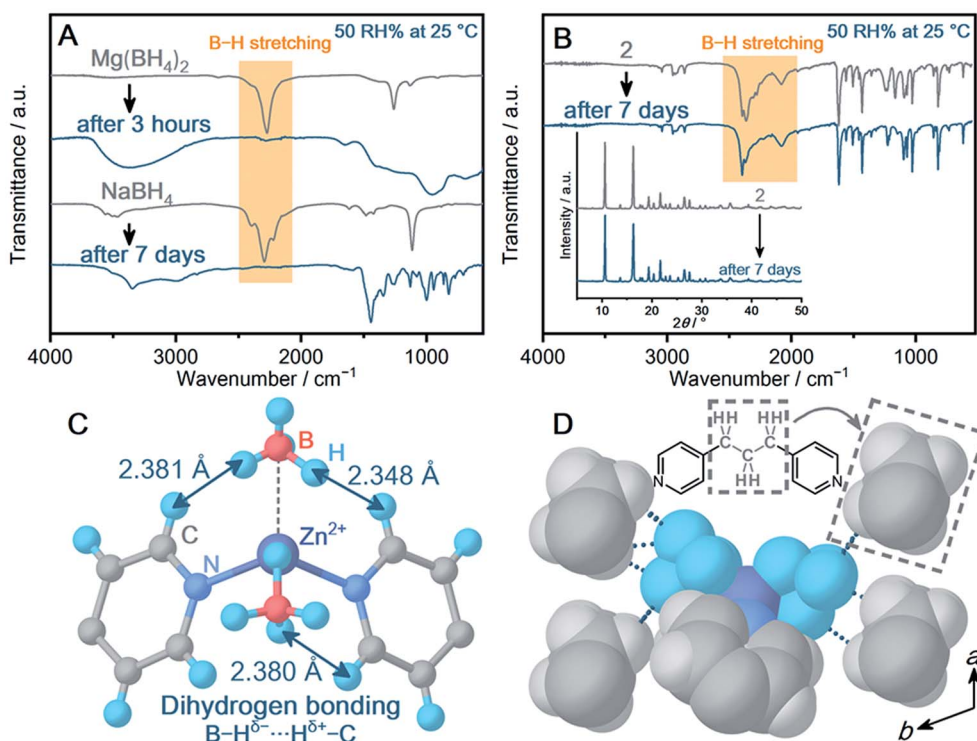 A
50 RH% at 25 °C
B−H stretching
Mg(BH₄)₂
after 3 hours
NaBH₄
after 7 days
Transmittance / a.u.
4000 3000 2000 1000
Wavenumber / cm⁻¹
B
50 RH% at 25 °C
B−H stretching
2
after 7 days
Transmittance / a.u.
Intensity / a.u.
2
after 7 days
10 20 30 40 50
2θ / °
4000 3000 2000 1000
Wavenumber / cm⁻¹
C
B
H
2.381 Å
2.348 Å
C
Zn²⁺
N
2.380 Å
Dihydrogen bonding
B−Hᵟ⁻···Hᵟ⁺−C
D
HH HH
C C
C
HH
N N
a
b